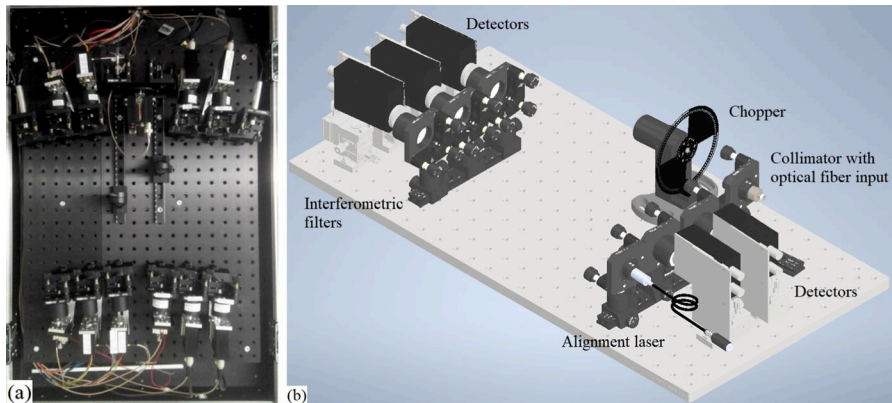 Detectors
Chopper
Collimator with
optical fiber input
Interferometric
filters
Detectors
Alignment laser
(a)
(b)